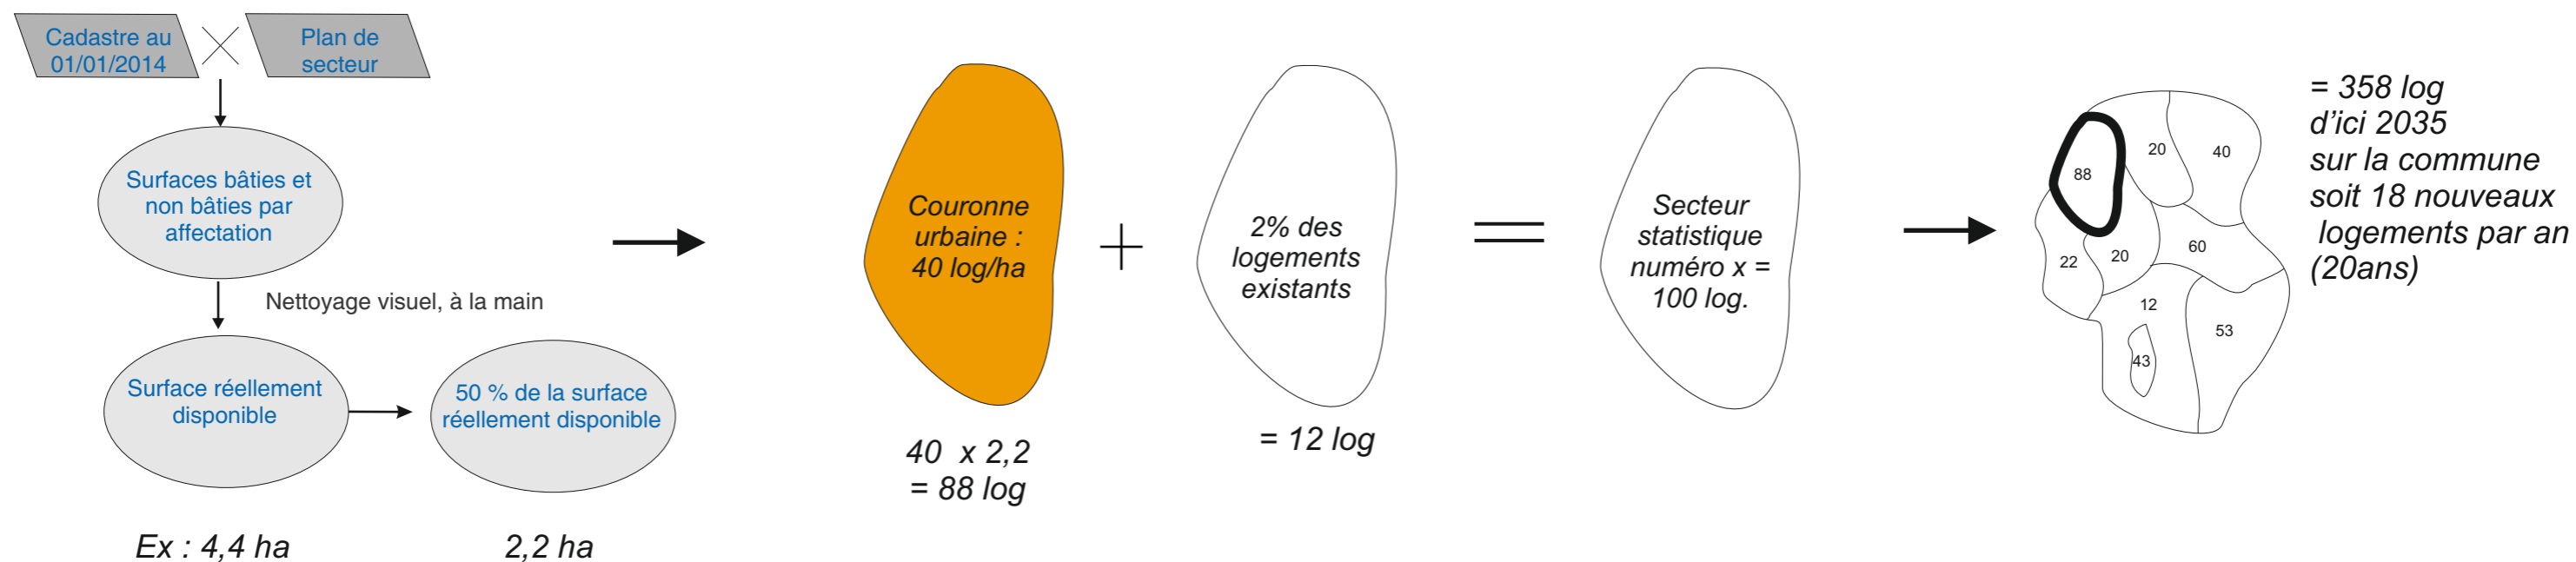 Cadastre au
01/01/2014
Plan de
secteur
Surfaces bâties et
non bâties par
affectation
Nettoyage visuel, à la main
Surface réellement
disponible
50 % de la surface
réellement disponible
Ex : 4,4 ha
2,2 ha
Couronne
urbaine :
40 log/ha
40 x 2,2
= 88 log
+
2% des
logements
existants
= 12 log
=
Secteur
statistique
numéro x =
100 log.
88
20
40
22
20
60
12
43
53
= 358 log
d'ici 2035
sur la commune
soit 18 nouveaux
logements par an
(20ans)